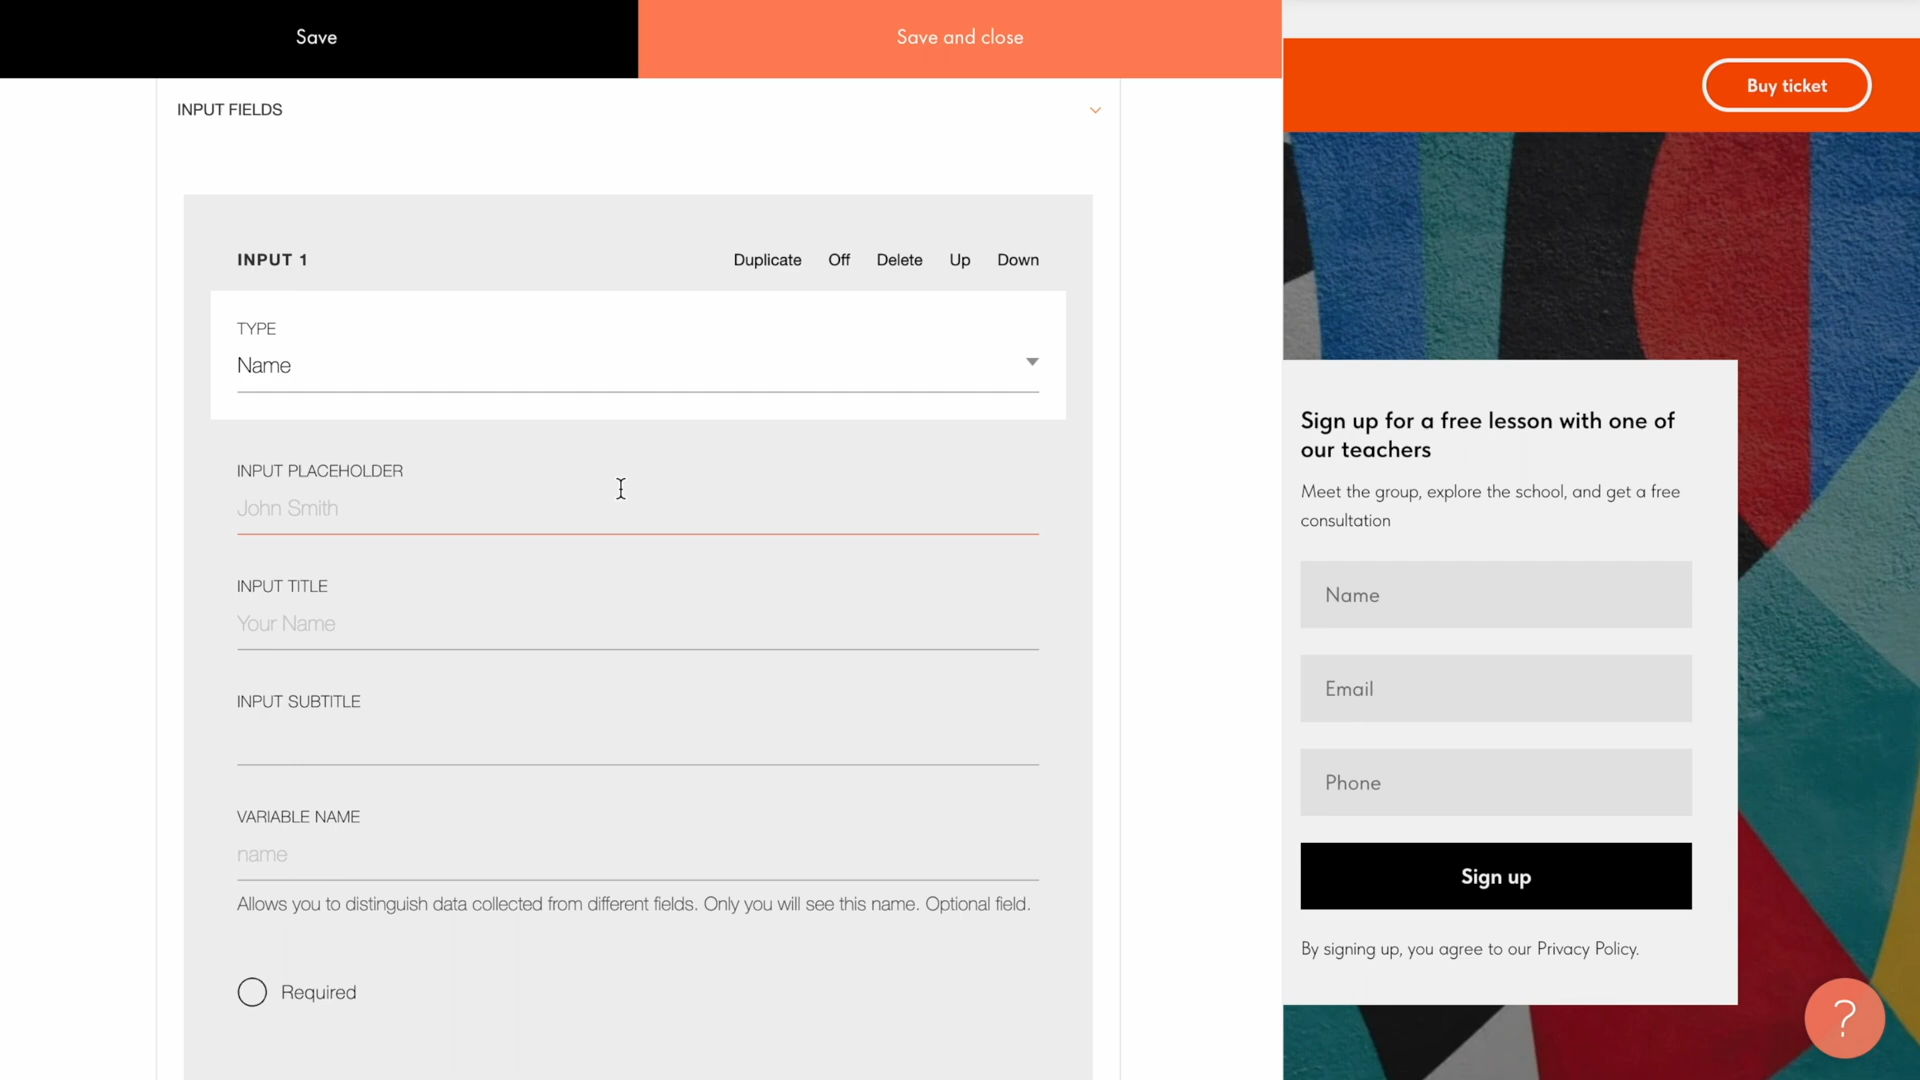 Save
Save and close
INPUT FIELDS
INPUT 1
Duplicate
Off
Delete
Up
Down
TYPE
Name
INPUT PLACEHOLDER
John Smith
INPUT TITLE
Your Name
INPUT SUBTITLE
VARIABLE NAME
name
Allows you to distinguish data collected from different fields. Only you will see this name. Optional field.
Required
Buy ticket
Sign up for a free lesson with one of
our teachers
Meet the group, explore the school, and get a free
consultation
Name
Email
Phone
Sign up
By signing up, you agree to our Privacy Policy.
?